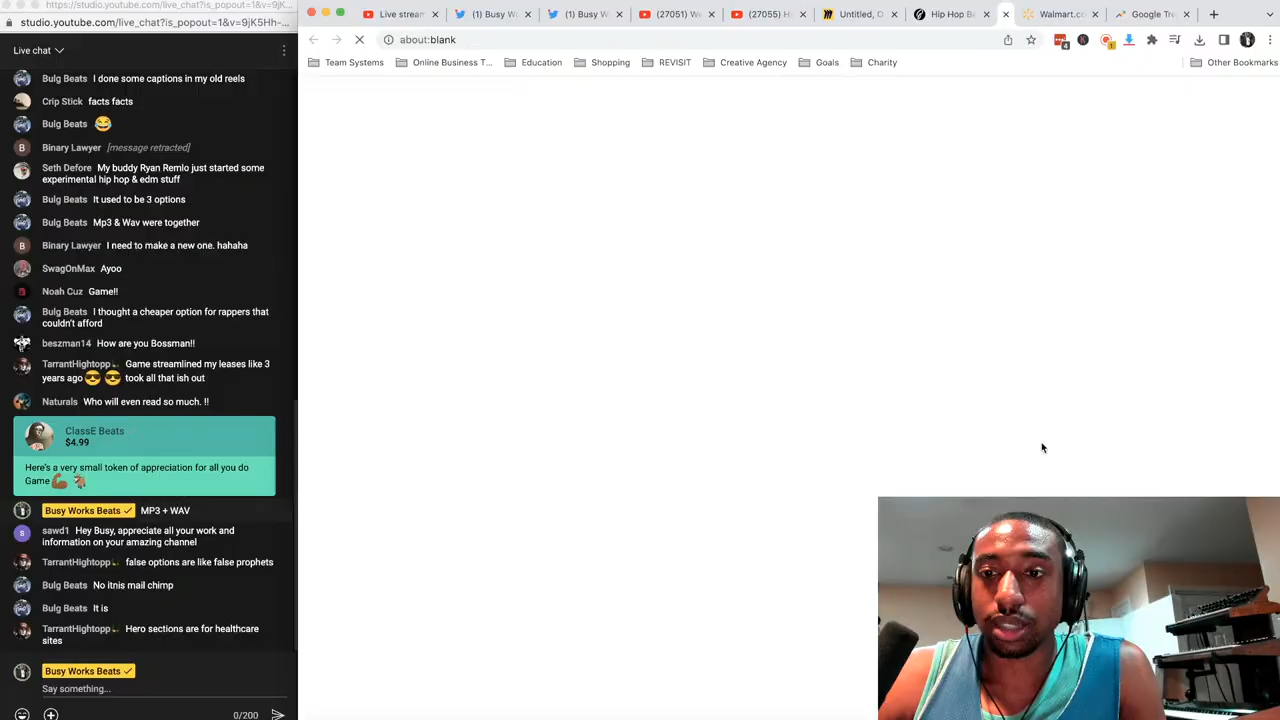 studio.youtube.com/live_chat?is_popout=1&v=9jK5Hh-...
Live chat
Bulg Beats I done some captions in my old reels
Crip Stick facts facts
Bulg Beats 😂
B Binary Lawyer [message retracted]
Seth Defore My buddy Ryan Remlo just started some
experimental hip hop & edm stuff
Bulg Beats It used to be 3 options
Bulg Beats Mp3 & Wav were together
B Binary Lawyer I need to make a new one. hahaha
SwagOnMax Ayoo
Noah Cuz Game!!
Bulg Beats I thought a cheaper option for rappers that
couldn't afford
beszman14 How are you Bossman!!
TarrantHightopp Game streamlined my leases like 3
years ago 😎 😎 took all that ish out
Naturals Who will even read so much. !!
ClassE Beats
$4.99
Here's a very small token of appreciation for all you do
Game 💪🏾 🐐
Busy Works Beats ✓ MP3 + WAV
S sawd1 Hey Busy, appreciate all your work and
information on your amazing channel
TarrantHightopp false options are like false prophets
Bulg Beats No itnis mail chimp
Bulg Beats It is
TarrantHightopp Hero sections are for healthcare
sites
Busy Works Beats ✓
Say something...
0/200
Live stream
(1) Busy Wo
(1) Busy W
(27051) We
(27055) H
Untitled, O
Hip Hop Be
Walmart.co
Google Tre
about:blank
4
1
Team Systems
Online Business T...
Education
Shopping
REVISIT
Creative Agency
Goals
Charity
Other Bookmarks